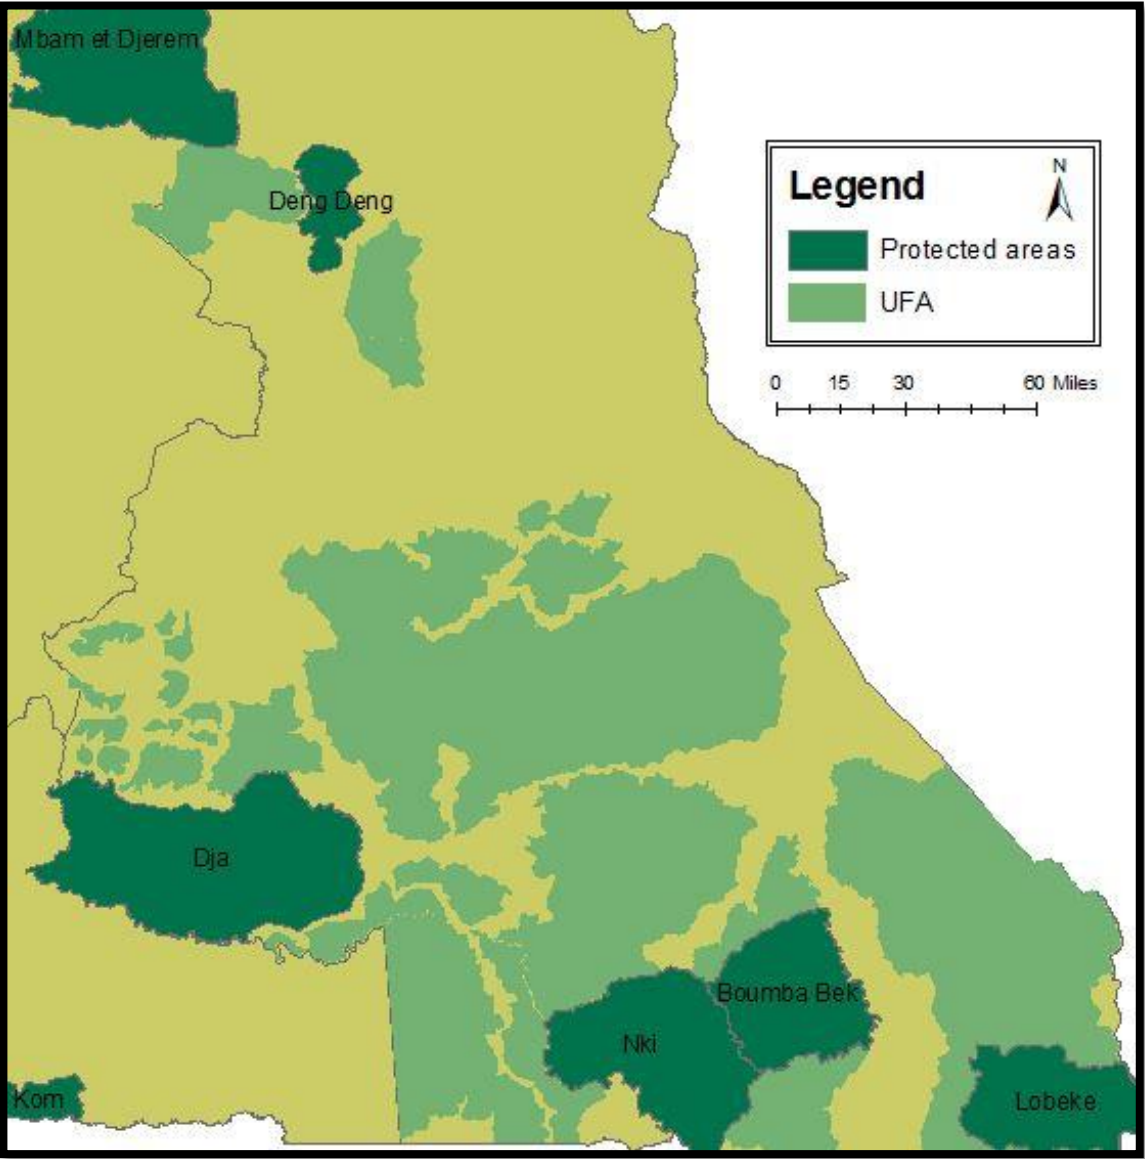 Mbam et Djerem
Deng Deng
Legend
N
Protected areas
UFA
0 15 30 60 Miles
Dja
Boumba Bek
Nki
Kom
Lobeke